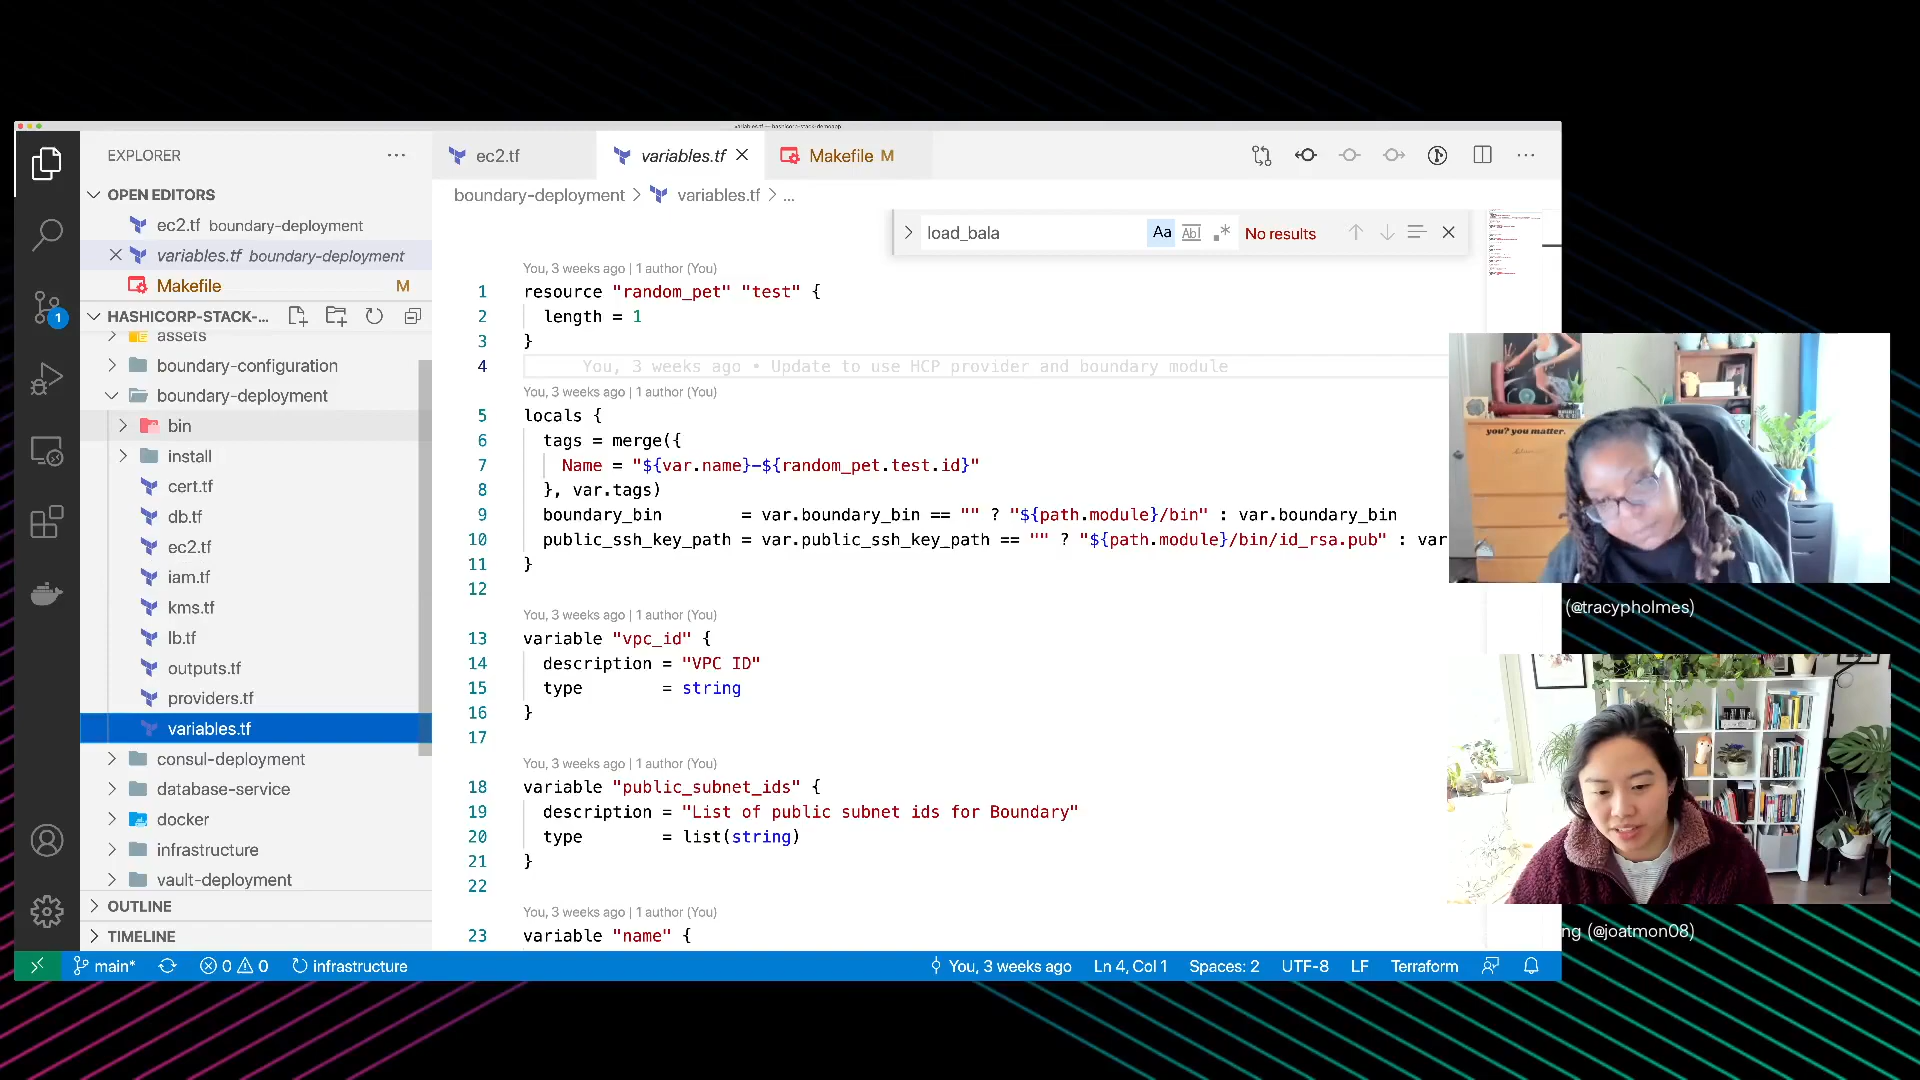 variables.tf — hashicorp-stack-demoapp
EXPLORER
ec2.tf
variables.tf
Makefile M
OPEN EDITORS
ec2.tf boundary-deployment
variables.tf boundary-deployment
Makefile M
boundary-deployment > variables.tf > ...
load_bala
Aa
Abl
.*
No results
HASHICORP-STACK-...
assets
boundary-configuration
boundary-deployment
bin
install
cert.tf
db.tf
ec2.tf
iam.tf
kms.tf
lb.tf
outputs.tf
providers.tf
variables.tf
consul-deployment
database-service
docker
infrastructure
vault-deployment
OUTLINE
TIMELINE
1
You, 3 weeks ago | 1 author (You)
1 resource "random_pet" "test" {
2 length = 1
3 }
4 You, 3 weeks ago • Update to use HCP provider and boundary module
You, 3 weeks ago | 1 author (You)
5 locals {
6 tags = merge({
7 Name = "${var.name}-${random_pet.test.id}"
8 }, var.tags)
9 boundary_bin = var.boundary_bin == "" ? "${path.module}/bin" : var.boundary_bin
10 public_ssh_key_path = var.public_ssh_key_path == "" ? "${path.module}/bin/id_rsa.pub" : var
11 }
12
You, 3 weeks ago | 1 author (You)
13 variable "vpc_id" {
14 description = "VPC ID"
15 type = string
16 }
17
You, 3 weeks ago | 1 author (You)
18 variable "public_subnet_ids" {
19 description = "List of public subnet ids for Boundary"
20 type = list(string)
21 }
22
You, 3 weeks ago | 1 author (You)
23 variable "name" {
main*
0
0
infrastructure
You, 3 weeks ago
Ln 4, Col 1
Spaces: 2
UTF-8
LF
Terraform
you? you matter.
(@tracypholmes)
ng (@joatmon08)